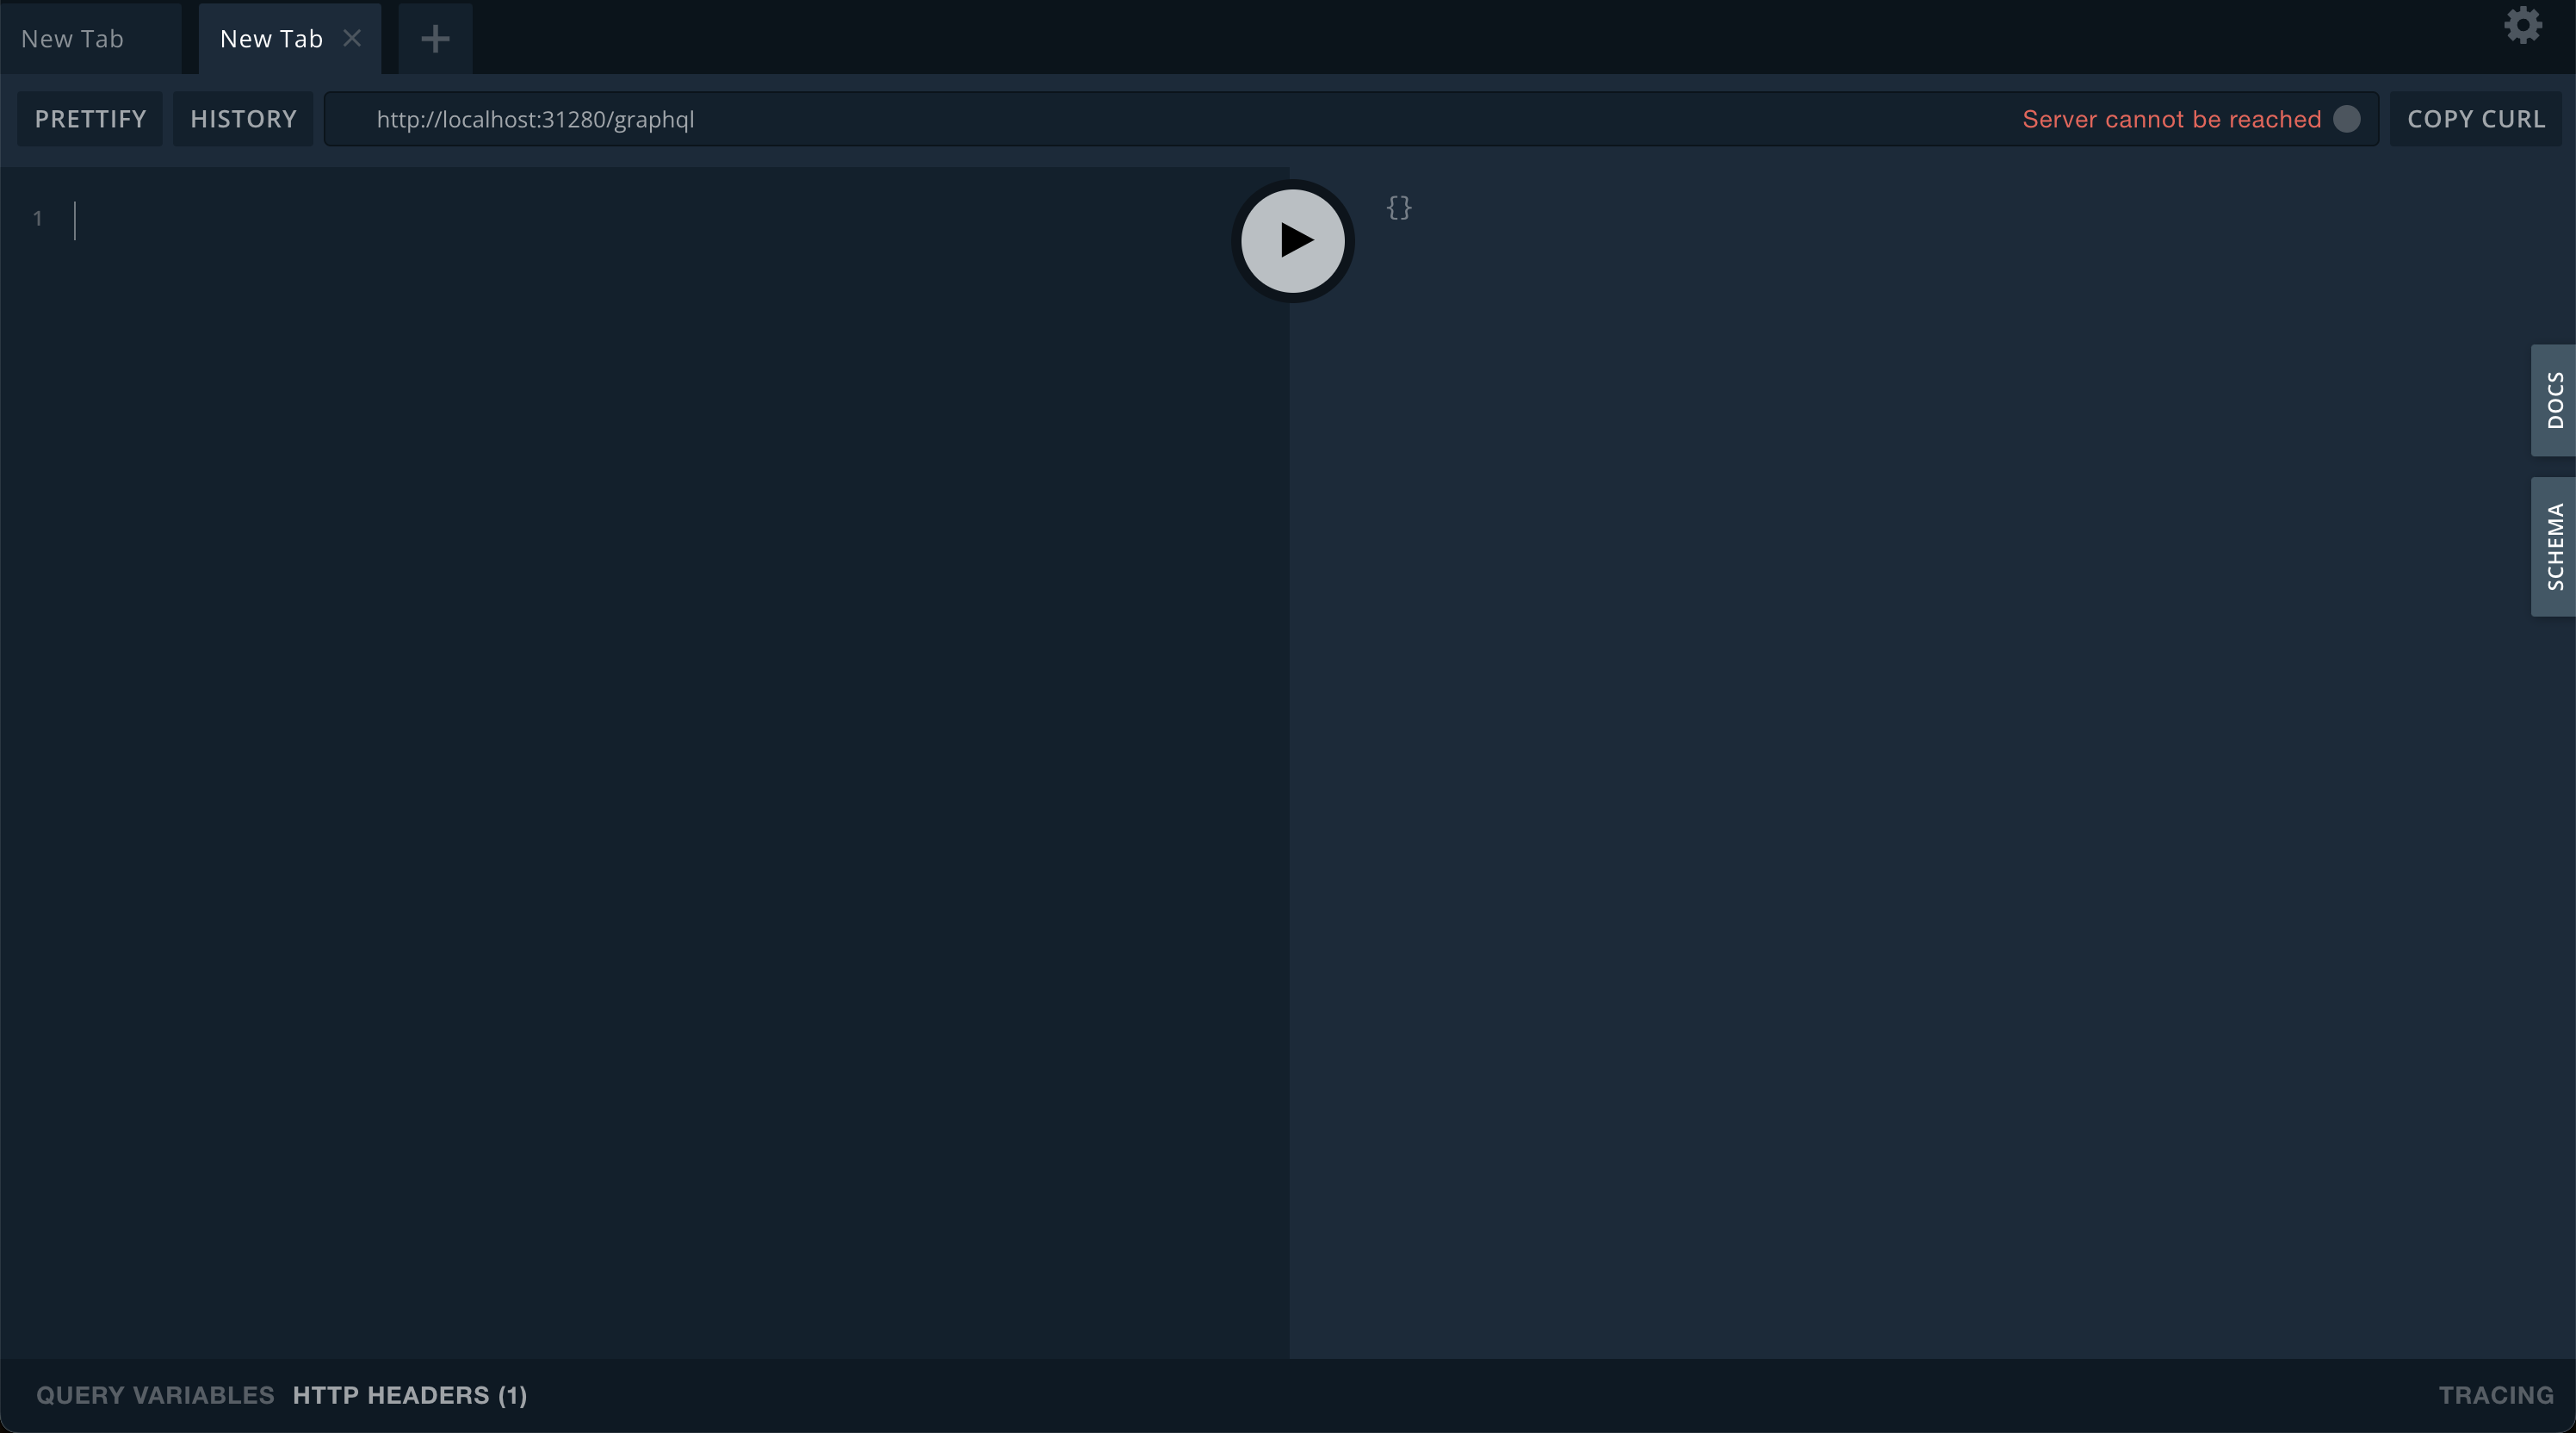 New Tab
New Tab
PRETTIFY
HISTORY
http://localhost:31280/graphql
Server cannot be reached
COPY CURL
1
{}
DOCS
SCHEMA
QUERY VARIABLES
HTTP HEADERS (1)
TRACING